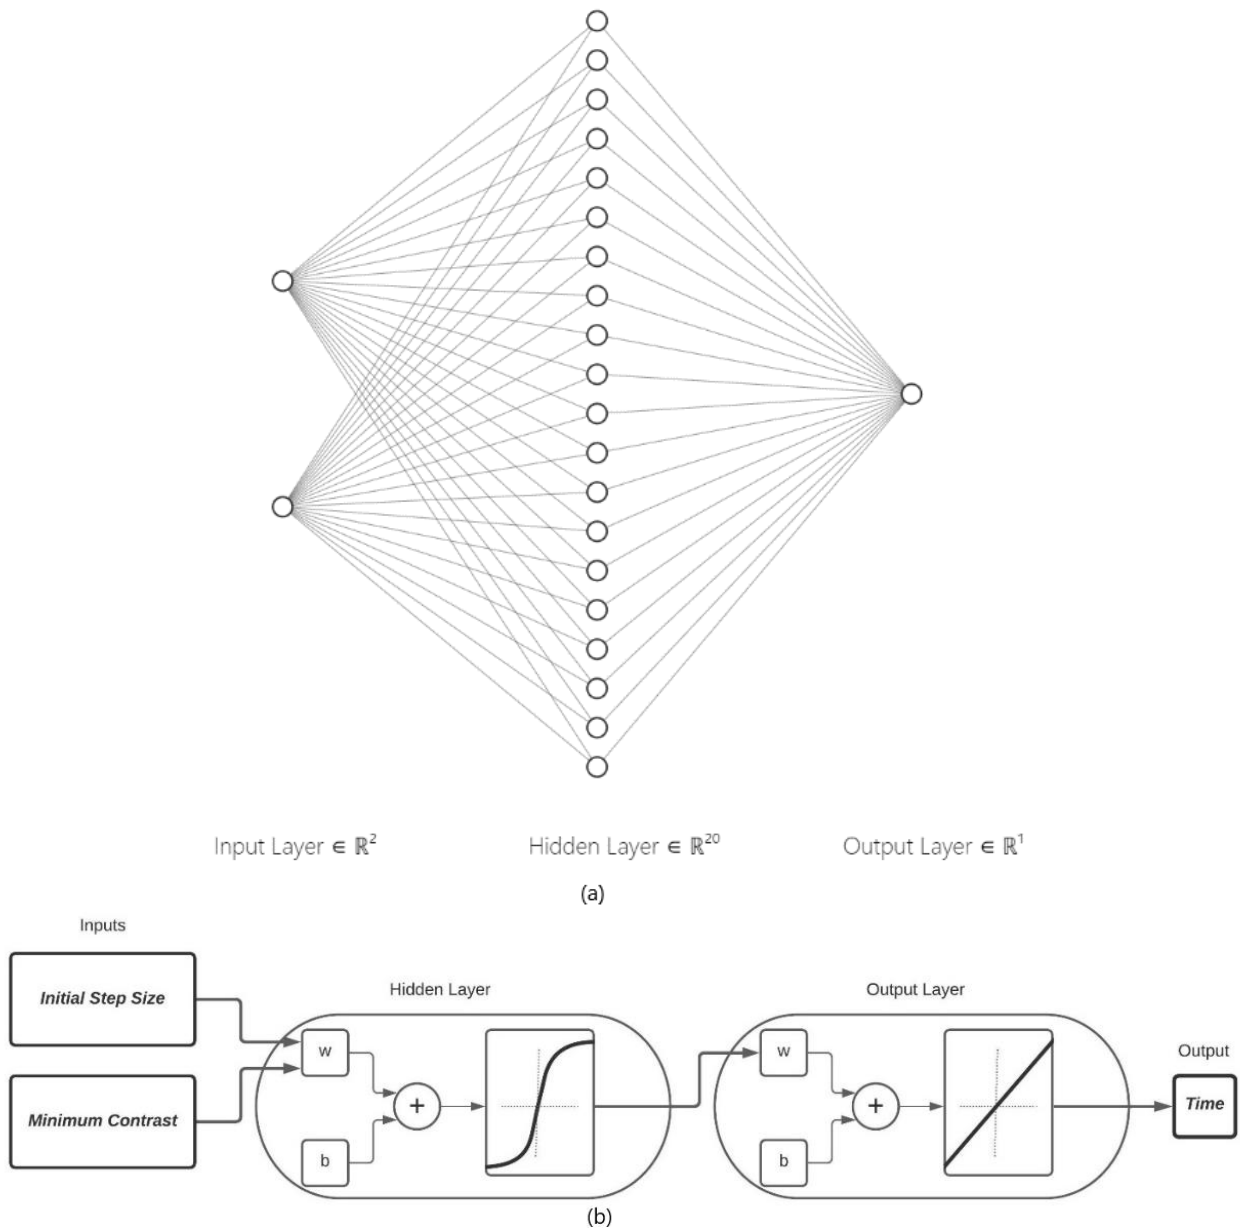 Input Layer ∈ ℝ² Hidden Layer ∈ ℝ²⁰ Output Layer ∈ ℝ¹
(a)
Inputs
Initial Step Size
Minimum Contrast
Hidden Layer
w
+
b
Output Layer
w
+
b
Output
Time
(b)